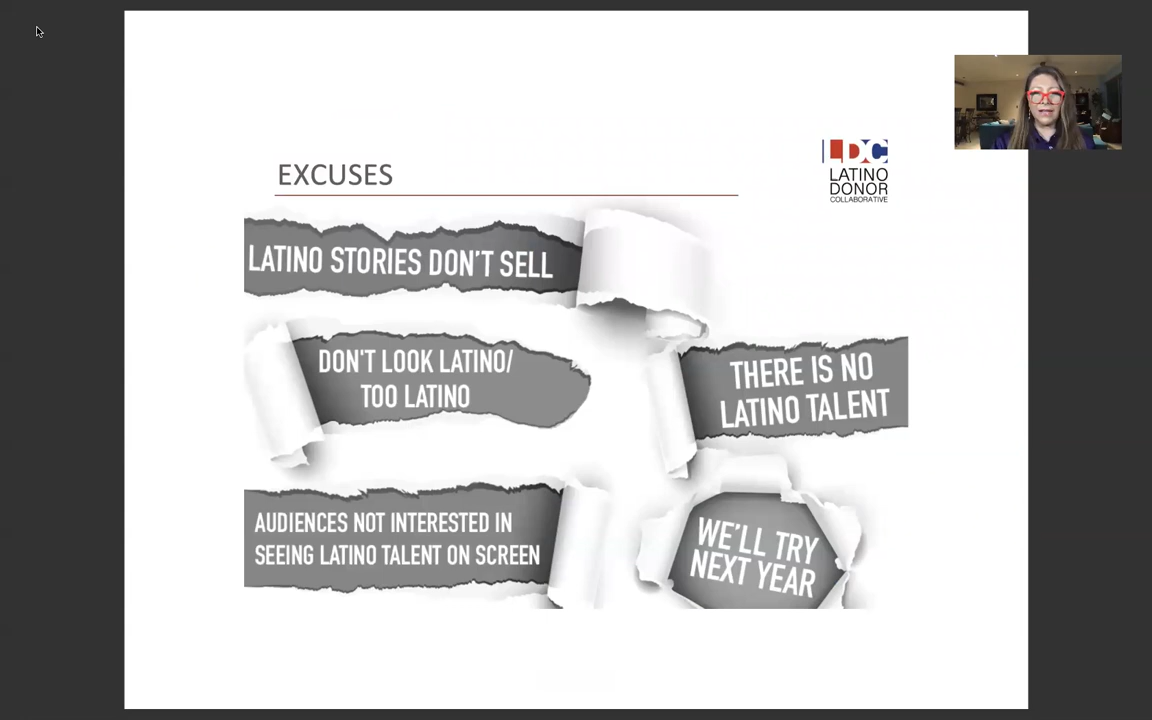 EXCUSES
LDC
LATINO
DONOR
COLLABORATIVE
LATINO STORIES DON'T SELL
DON'T LOOK LATINO/
TOO LATINO
THERE IS NO
LATINO TALENT
AUDIENCES NOT INTERESTED IN
SEEING LATINO TALENT ON SCREEN
WE'LL TRY
NEXT YEAR